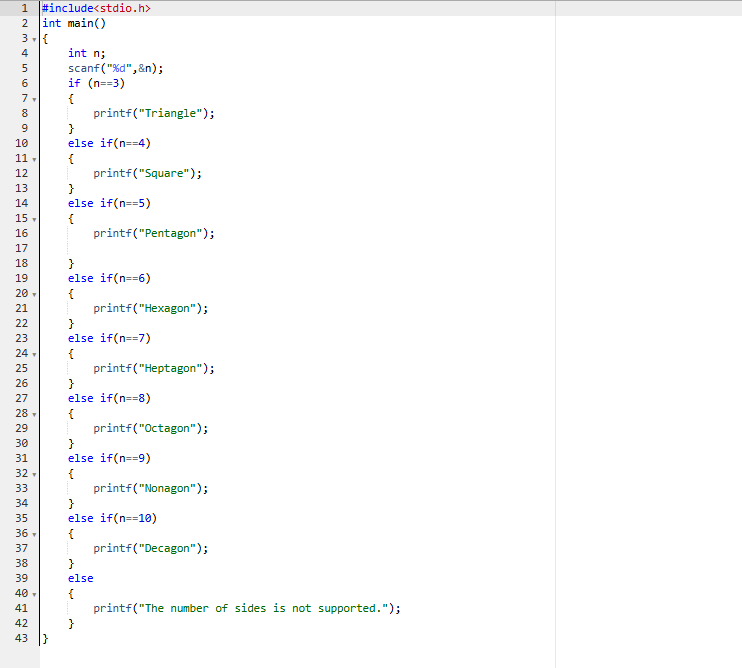 1 #include<stdio.h>
2 int main()
3 {
4 int n;
5 scanf("%d",&n);
6 if (n==3)
7 {
8 printf("Triangle");
9 }
10 else if(n==4)
11 {
12 printf("Square");
13 }
14 else if(n==5)
15 {
16 printf("Pentagon");
17
18 }
19 else if(n==6)
20 {
21 printf("Hexagon");
22 }
23 else if(n==7)
24 {
25 printf("Heptagon");
26 }
27 else if(n==8)
28 {
29 printf("Octagon");
30 }
31 else if(n==9)
32 {
33 printf("Nonagon");
34 }
35 else if(n==10)
36 {
37 printf("Decagon");
38 }
39 else
40 {
41 printf("The number of sides is not supported.");
42 }
43 }